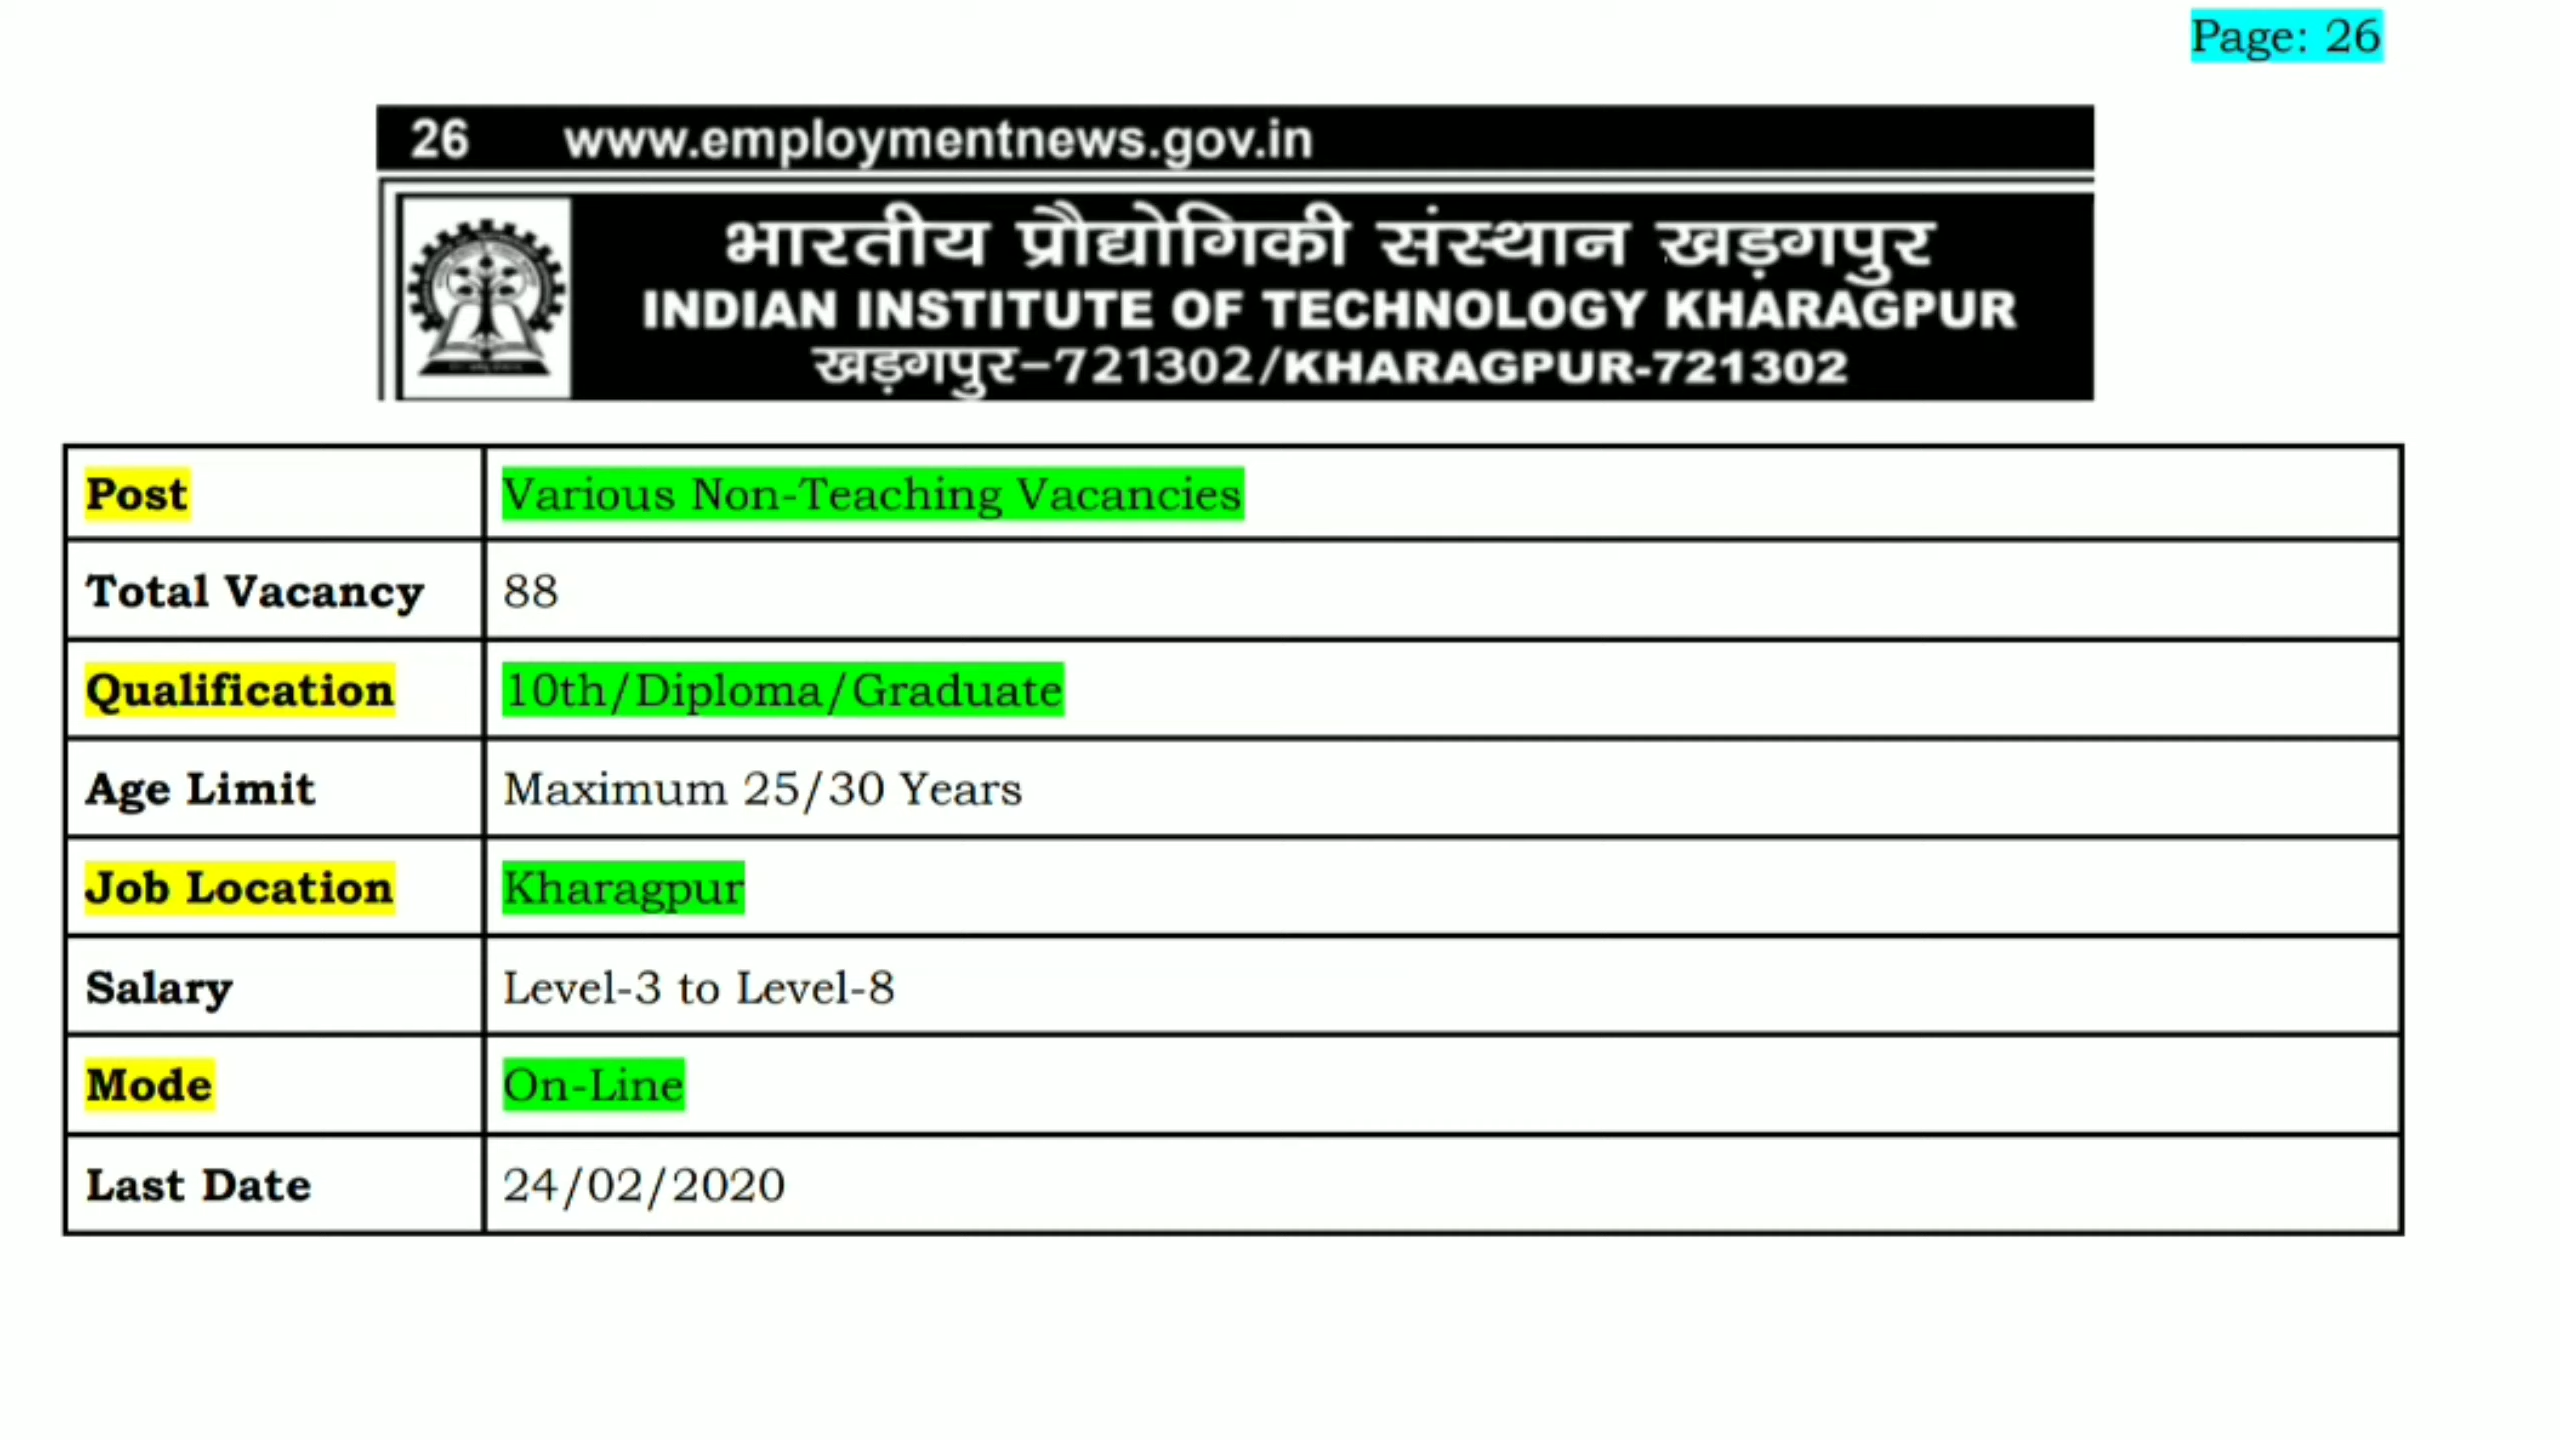 Page: 26
26 www.employmentnews.gov.in
भारतीय प्रौद्योगिकी संस्थान खड़गपुर
INDIAN INSTITUTE OF TECHNOLOGY KHARAGPUR
खड़गपुर–721302/KHARAGPUR-721302
Post Various Non-Teaching Vacancies
Total Vacancy 88
Qualification 10th/Diploma/Graduate
Age Limit Maximum 25/30 Years
Job Location Kharagpur
Salary Level-3 to Level-8
Mode On-Line
Last Date 24/02/2020